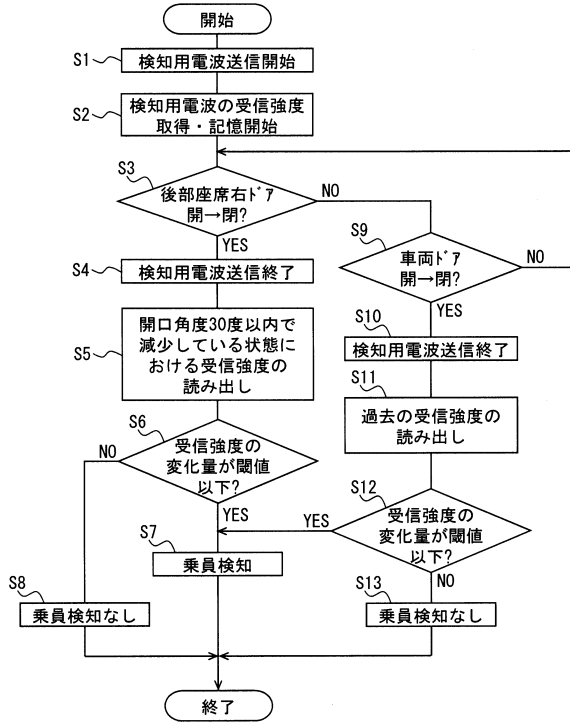 開始
S1
検知用電波送信開始
S2
検知用電波の受信強度
取得・記憶開始
S3
後部座席右ﾄﾞｱ
開→閉?
NO
YES
S4
検知用電波送信終了
S5
開口角度30度以内で
減少している状態に
おける受信強度の
読み出し
S6
受信強度の
変化量が閾値
以下?
NO
YES
S7
乗員検知
S8
乗員検知なし
S9
車両ﾄﾞｱ
開→閉?
NO
YES
S10
検知用電波送信終了
S11
過去の受信強度の
読み出し
S12
受信強度の
変化量が閾値
以下?
YES
NO
S13
乗員検知なし
終了